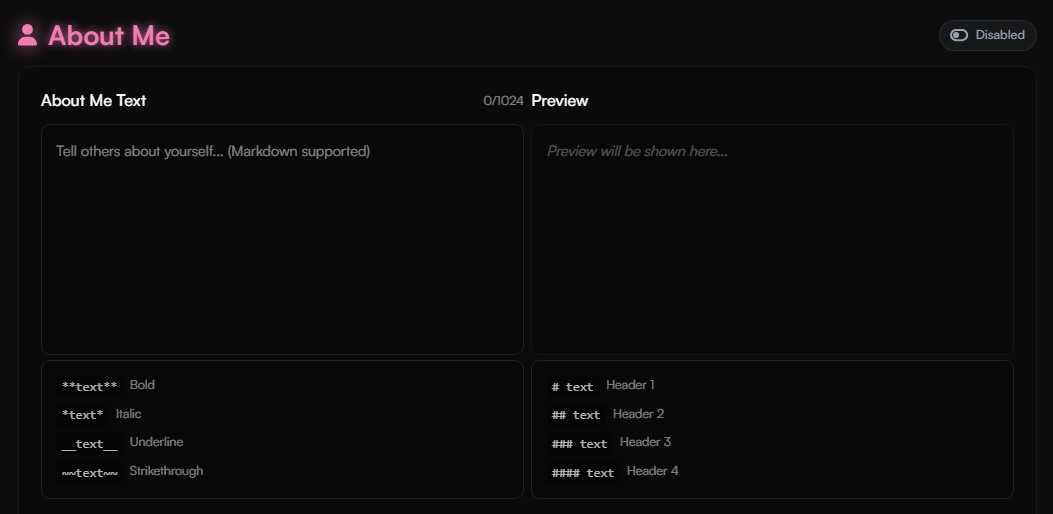 About Me
Disabled
About Me Text
0/1024
Preview
Tell others about yourself... (Markdown supported)
Preview will be shown here...
**text** Bold
*text* Italic
__text__ Underline
~~text~~ Strikethrough
# text Header 1
## text Header 2
### text Header 3
#### text Header 4